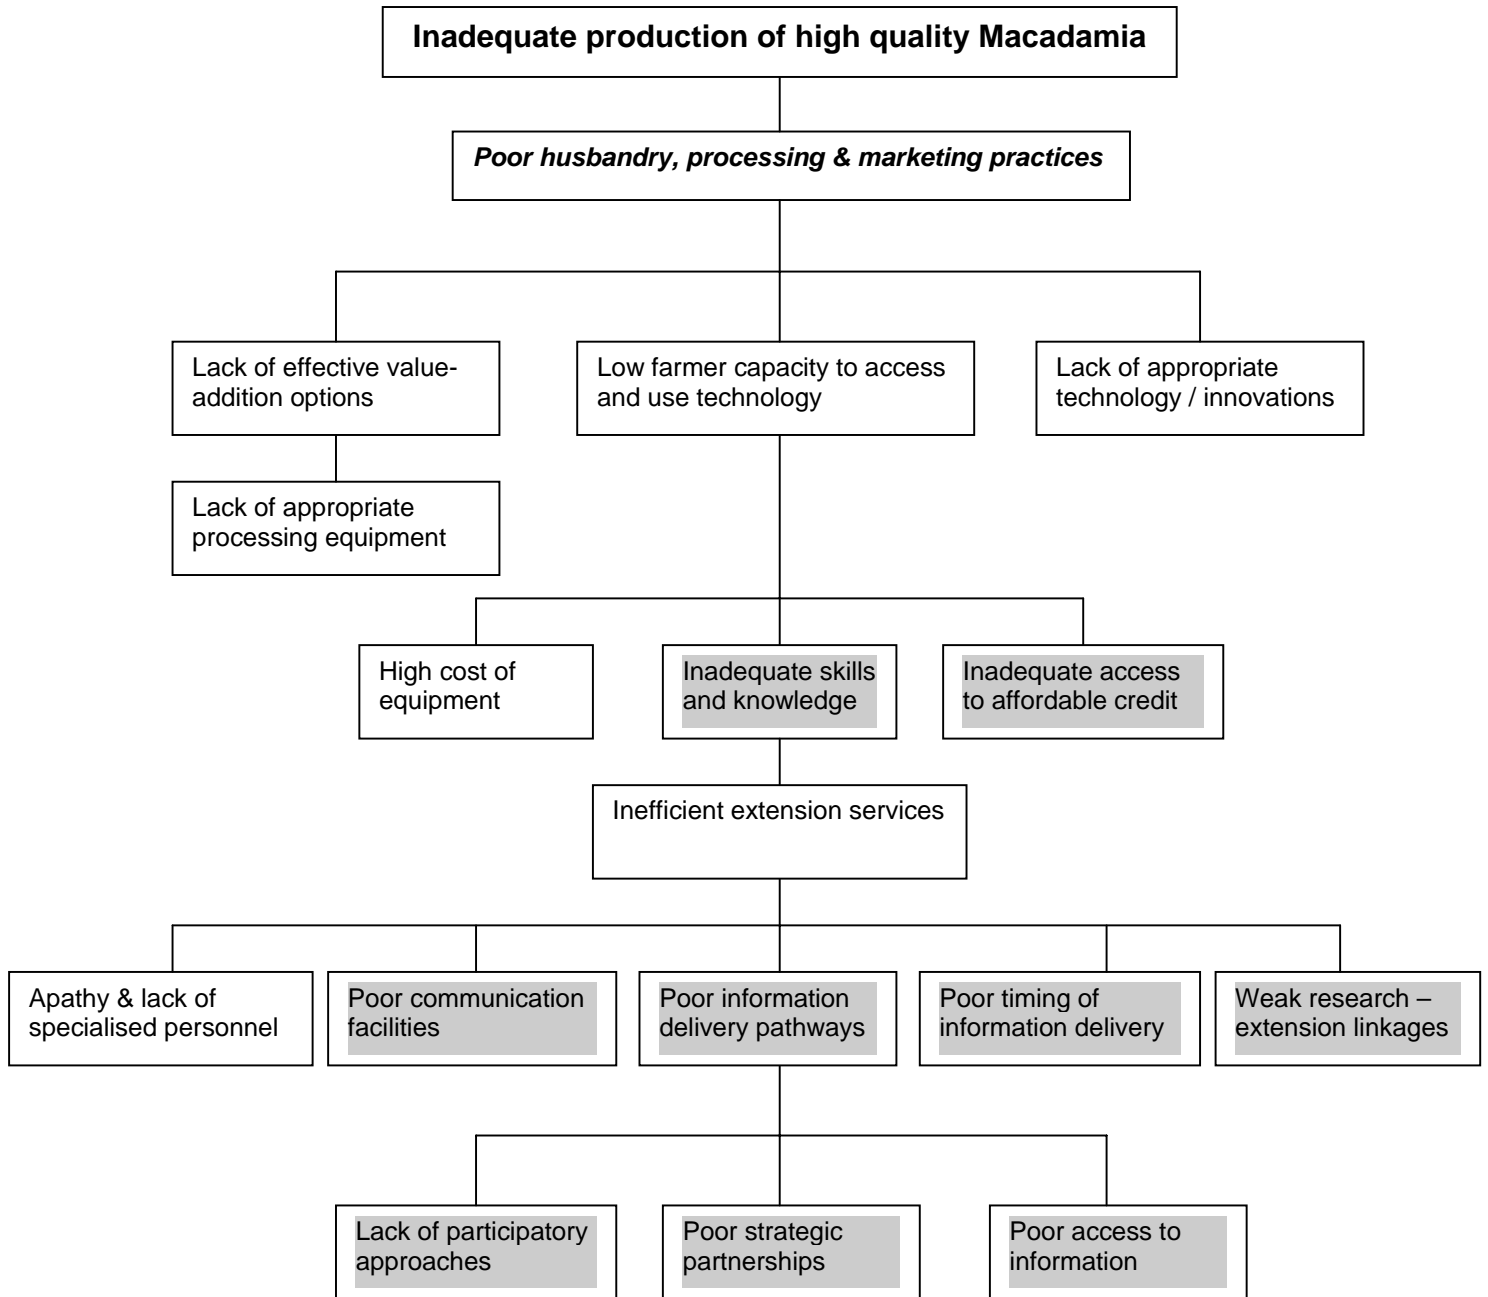 Inadequate production of high quality Macadamia
Poor husbandry, processing & marketing practices
Lack of effective value-
addition options
Low farmer capacity to access
and use technology
Lack of appropriate
technology / innovations
Lack of appropriate
processing equipment
High cost of
equipment
Inadequate skills
and knowledge
Inadequate access
to affordable credit
Inefficient extension services
Apathy & lack of
specialised personnel
Poor communication
facilities
Poor information
delivery pathways
Poor timing of
information delivery
Weak research –
extension linkages
Lack of participatory
approaches
Poor strategic
partnerships
Poor access to
information